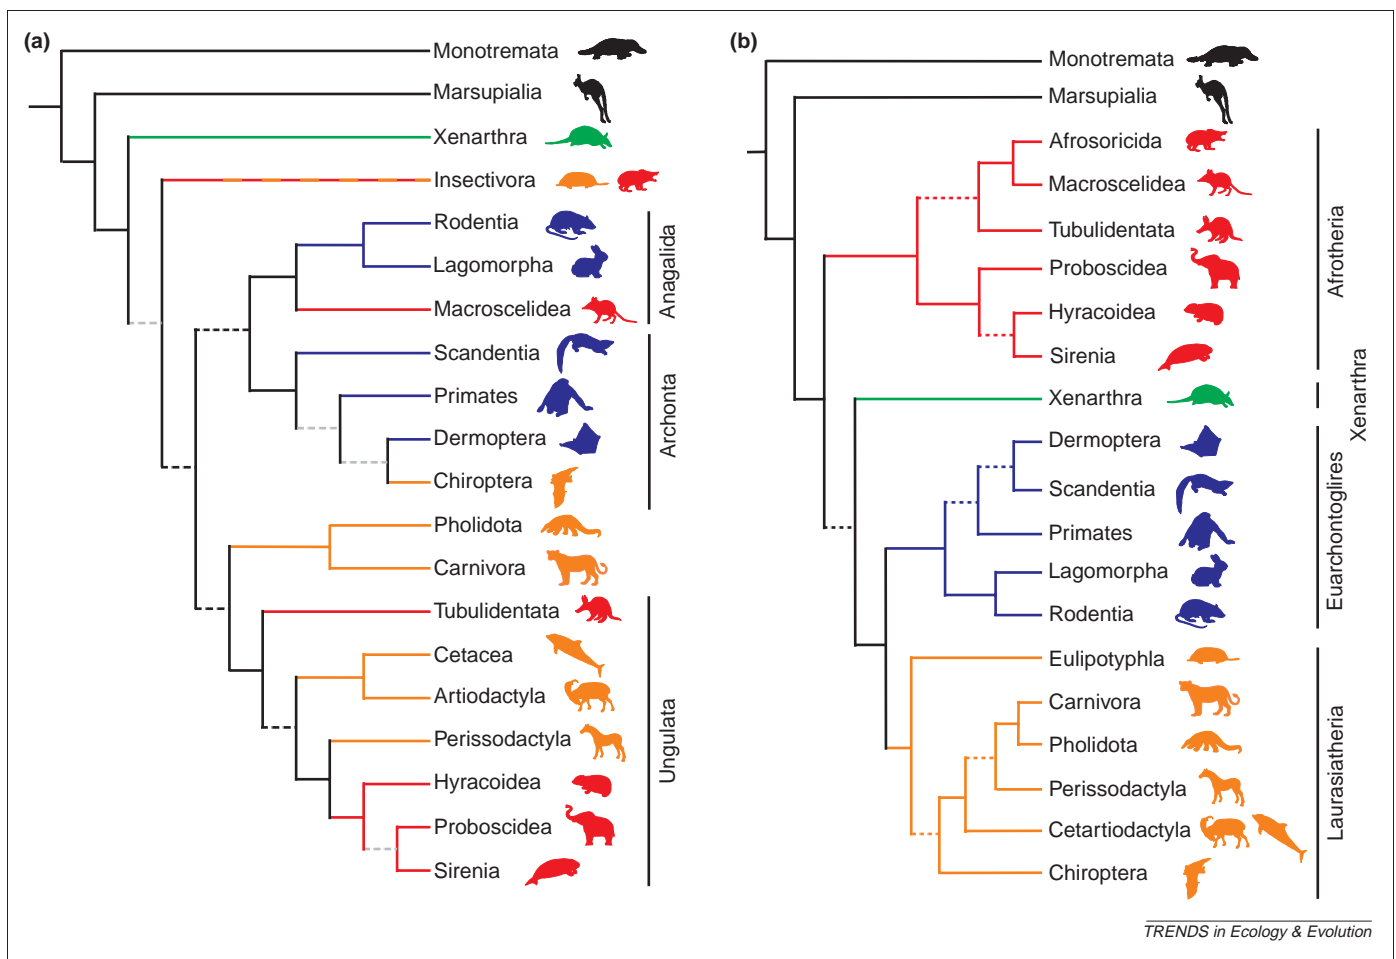 (a)
Monotremata
Marsupialia
Xenarthra
Insectivora
Rodentia
Lagomorpha
Macroscelidea
Anagalida
Scandentia
Primates
Dermoptera
Chiroptera
Archonta
Pholidota
Carnivora
Tubulidentata
Cetacea
Artiodactyla
Perissodactyla
Hyracoidea
Proboscidea
Sirenia
Ungulata
(b)
Monotremata
Marsupialia
Afrosoricida
Macroscelidea
Tubulidentata
Proboscidea
Hyracoidea
Sirenia
Afrotheria
Xenarthra
Xenarthra
Dermoptera
Scandentia
Primates
Lagomorpha
Rodentia
Euarchontoglires
Eulipotyphla
Carnivora
Pholidota
Perissodactyla
Cetartiodactyla
Chiroptera
Laurasiatheria
TRENDS in Ecology & Evolution